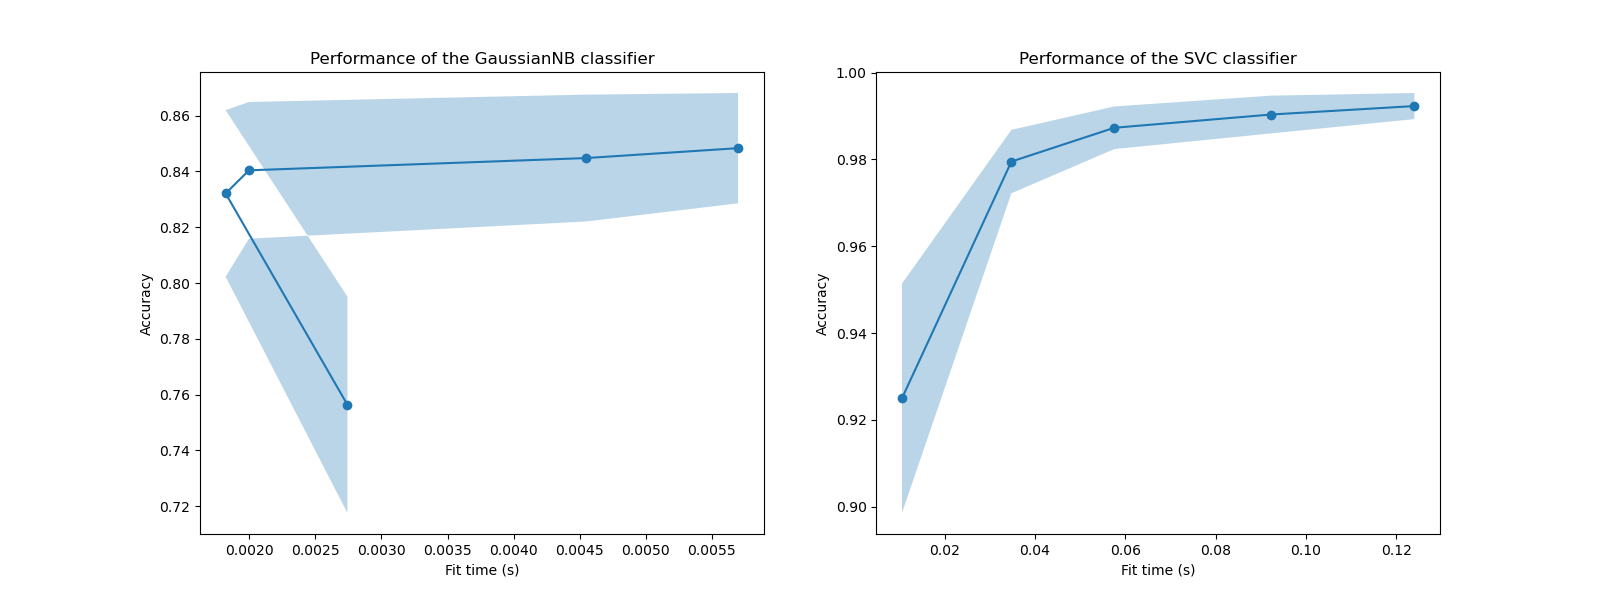 Performance of the GaussianNB classifier
0.86
0.84
0.82
0.80
0.78
0.76
0.74
0.72
Accuracy
0.0020 0.0025 0.0030 0.0035 0.0040 0.0045 0.0050 0.0055
Fit time (s)
Performance of the SVC classifier
1.00
0.98
0.96
0.94
0.92
0.90
Accuracy
0.02 0.04 0.06 0.08 0.10 0.12
Fit time (s)